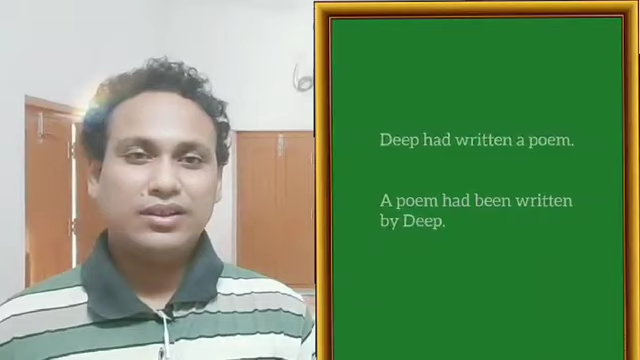 Deep had written a poem.
A poem had been written
by Deep.